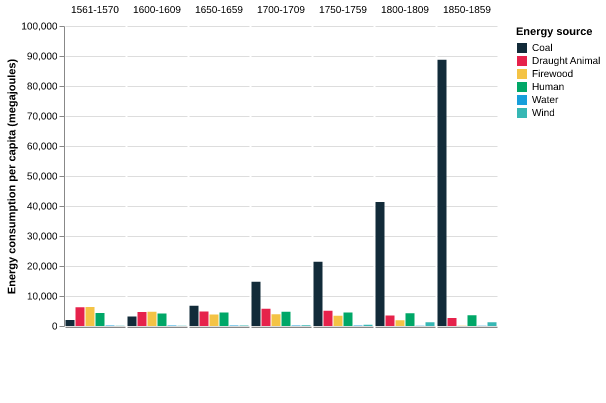 1561-1570 1600-1609 1650-1659 1700-1709 1750-1759 1800-1809 1850-1859
Energy consumption per capita (megajoules)
100,000
90,000
80,000
70,000
60,000
50,000
40,000
30,000
20,000
10,000
0
Energy source
Coal
Draught Animal
Firewood
Human
Water
Wind